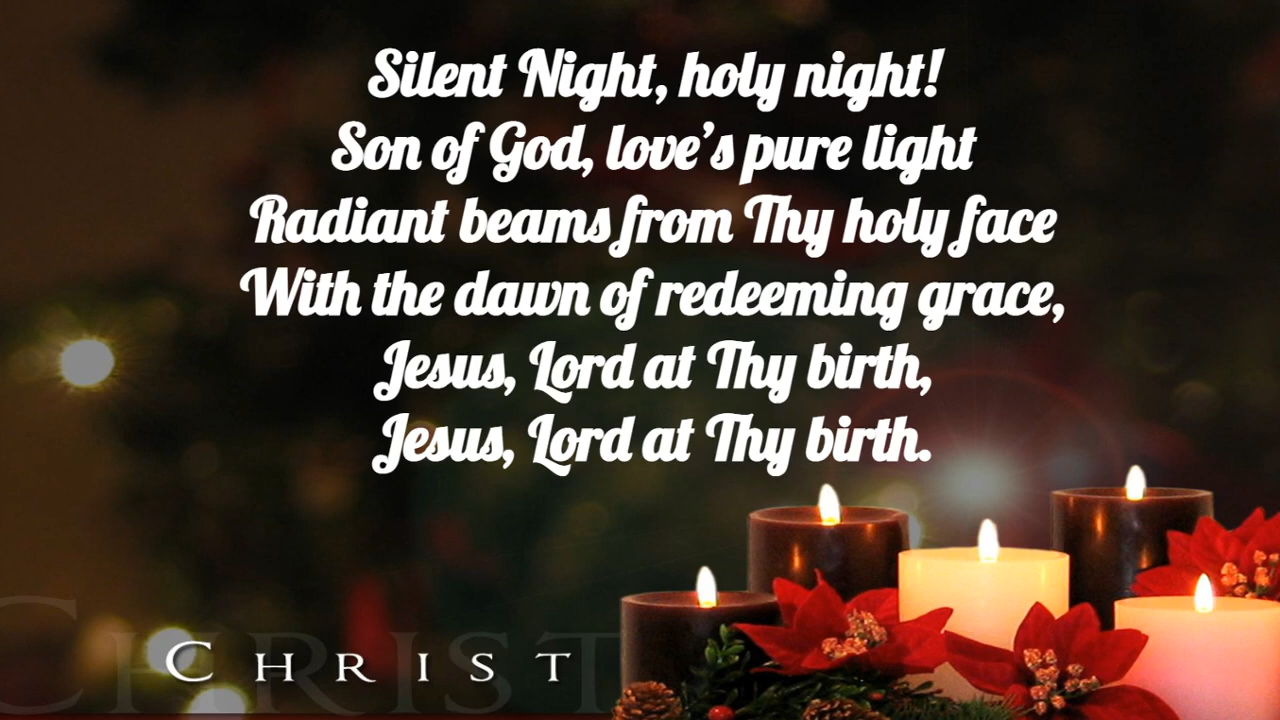 Silent Night, holy night!
Son of God, love’s pure light
Radiant beams from Thy holy face
With the dawn of redeeming grace,
Jesus, Lord at Thy birth,
Jesus, Lord at Thy birth.
CHRIST
CHRIST